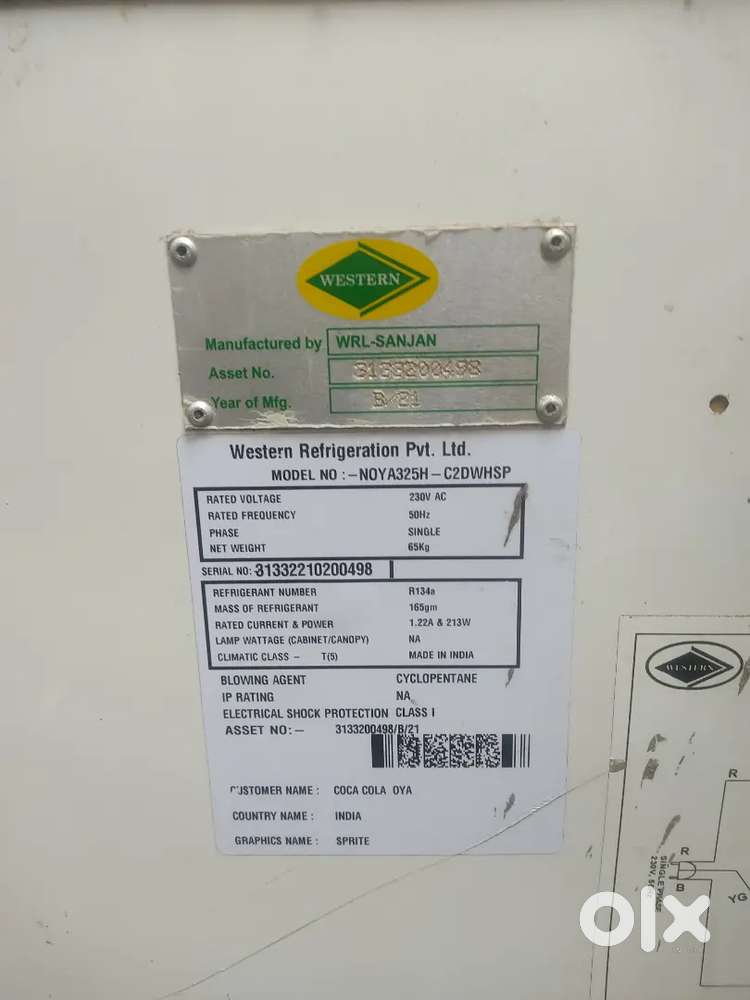 WESTERN
Manufactured by WRL-SANJAN
Asset No. 3133200498
Year of Mfg. B/21
Western Refrigeration Pvt. Ltd.
MODEL NO :-NOYA325H-C2DWHSP
RATED VOLTAGE 230V AC
RATED FREQUENCY 50Hz
PHASE SINGLE
NET WEIGHT 65Kg
SERIAL NO:-31332210200498
REFRIGERANT NUMBER R134a
MASS OF REFRIGERANT 165gm
RATED CURRENT & POWER 1.22A & 213W
LAMP WATTAGE (CABINET/CANOPY) NA
CLIMATIC CLASS - T(5) MADE IN INDIA
BLOWING AGENT CYCLOPENTANE
IP RATING NA
ELECTRICAL SHOCK PROTECTION CLASS I
ASSET NO:- 3133200498/B/21
CUSTOMER NAME : COCA COLA OYA
COUNTRY NAME : INDIA
GRAPHICS NAME : SPRITE
WESTERN
R
R
B
YG
SINGLE PHASE
230V,
olx